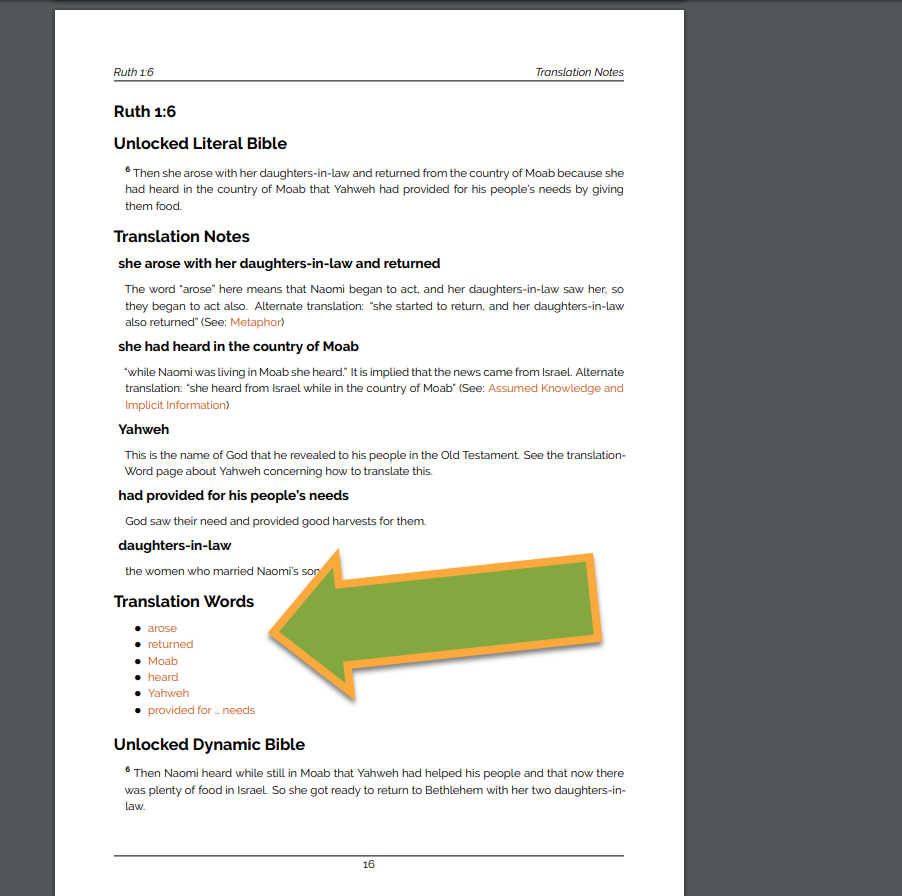 Ruth 1:6 Translation Notes
Ruth 1:6
Unlocked Literal Bible
6 Then she arose with her daughters-in-law and returned from the country of Moab because she
had heard in the country of Moab that Yahweh had provided for his people's needs by giving
them food.
Translation Notes
she arose with her daughters-in-law and returned
The word “arose” here means that Naomi began to act, and her daughters-in-law saw her, so
they began to act also. Alternate translation: “she started to return, and her daughters-in-law
also returned” (See: Metaphor)
she had heard in the country of Moab
“while Naomi was living in Moab she heard.” It is implied that the news came from Israel. Alternate
translation: “she heard from Israel while in the country of Moab” (See: Assumed Knowledge and
Implicit Information)
Yahweh
This is the name of God that he revealed to his people in the Old Testament. See the translation-
Word page about Yahweh concerning how to translate this.
had provided for his people's needs
God saw their need and provided good harvests for them.
daughters-in-law
the women who married Naomi's
Translation Words
● arose
● returned
● Moab
● heard
● Yahweh
● provided for … needs
Unlocked Dynamic Bible
6 Then Naomi heard while still in Moab that Yahweh had helped his people and that now there
was plenty of food in Israel. So she got ready to return to Bethlehem with her two daughters-in-
law.
16